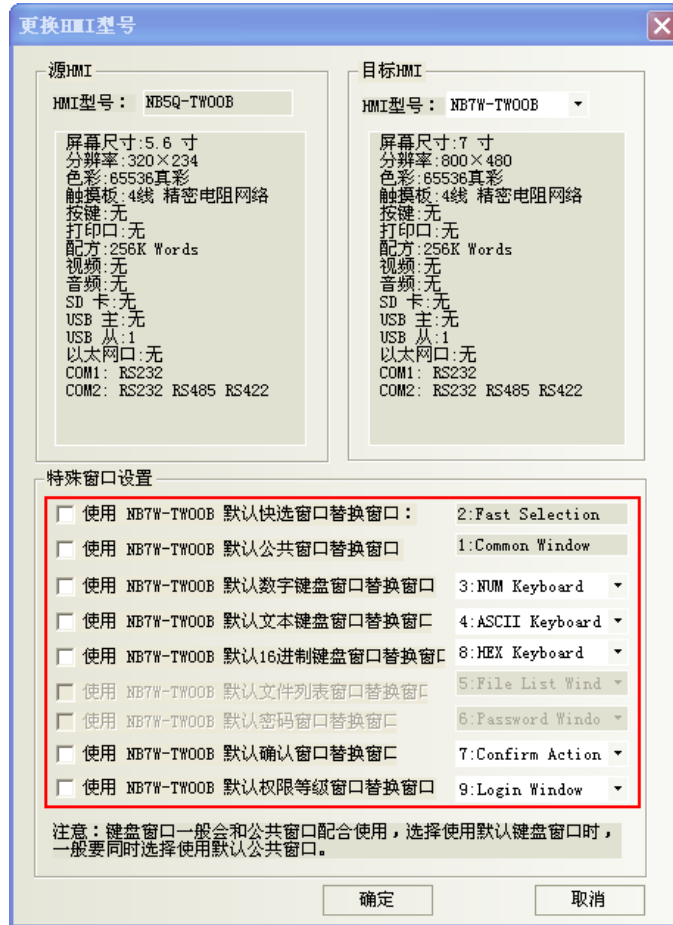 更换HMI型号
源HMI
HMI型号： NB5Q-TW00B
屏幕尺寸:5.6 寸
分辨率:320×234
色彩:65536真彩
触摸板:4线 精密电阻网络
按键:无
打印口:无
配方:256K Words
视频:无
音频:无
SD 卡:无
USB 主:无
USB 从:1
以太网口:无
COM1: RS232
COM2: RS232 RS485 RS422
目标HMI
HMI型号： NB7W-TW00B
屏幕尺寸:7 寸
分辨率:800×480
色彩:65536真彩
触摸板:4线 精密电阻网络
按键:无
打印口:无
配方:256K Words
视频:无
音频:无
SD 卡:无
USB 主:无
USB 从:1
以太网口:无
COM1: RS232
COM2: RS232 RS485 RS422
特殊窗口设置
使用 NB7W-TW00B 默认快选窗口替换窗口： 2:Fast Selection
使用 NB7W-TW00B 默认公共窗口替换窗口 1:Common Window
使用 NB7W-TW00B 默认数字键盘窗口替换窗口 3:NUM Keyboard
使用 NB7W-TW00B 默认文本键盘窗口替换窗口 4:ASCII Keyboard
使用 NB7W-TW00B 默认16进制键盘窗口替换窗口 8:HEX Keyboard
使用 NB7W-TW00B 默认文件列表窗口替换窗口 5:File List Wind
使用 NB7W-TW00B 默认密码窗口替换窗口 6:Password Windo
使用 NB7W-TW00B 默认确认窗口替换窗口 7:Confirm Action
使用 NB7W-TW00B 默认权限等级窗口替换窗口 9:Login Window
注意：键盘窗口一般会和公共窗口配合使用，选择使用默认键盘窗口时，
一般要同时选择使用默认公共窗口。
确定 取消